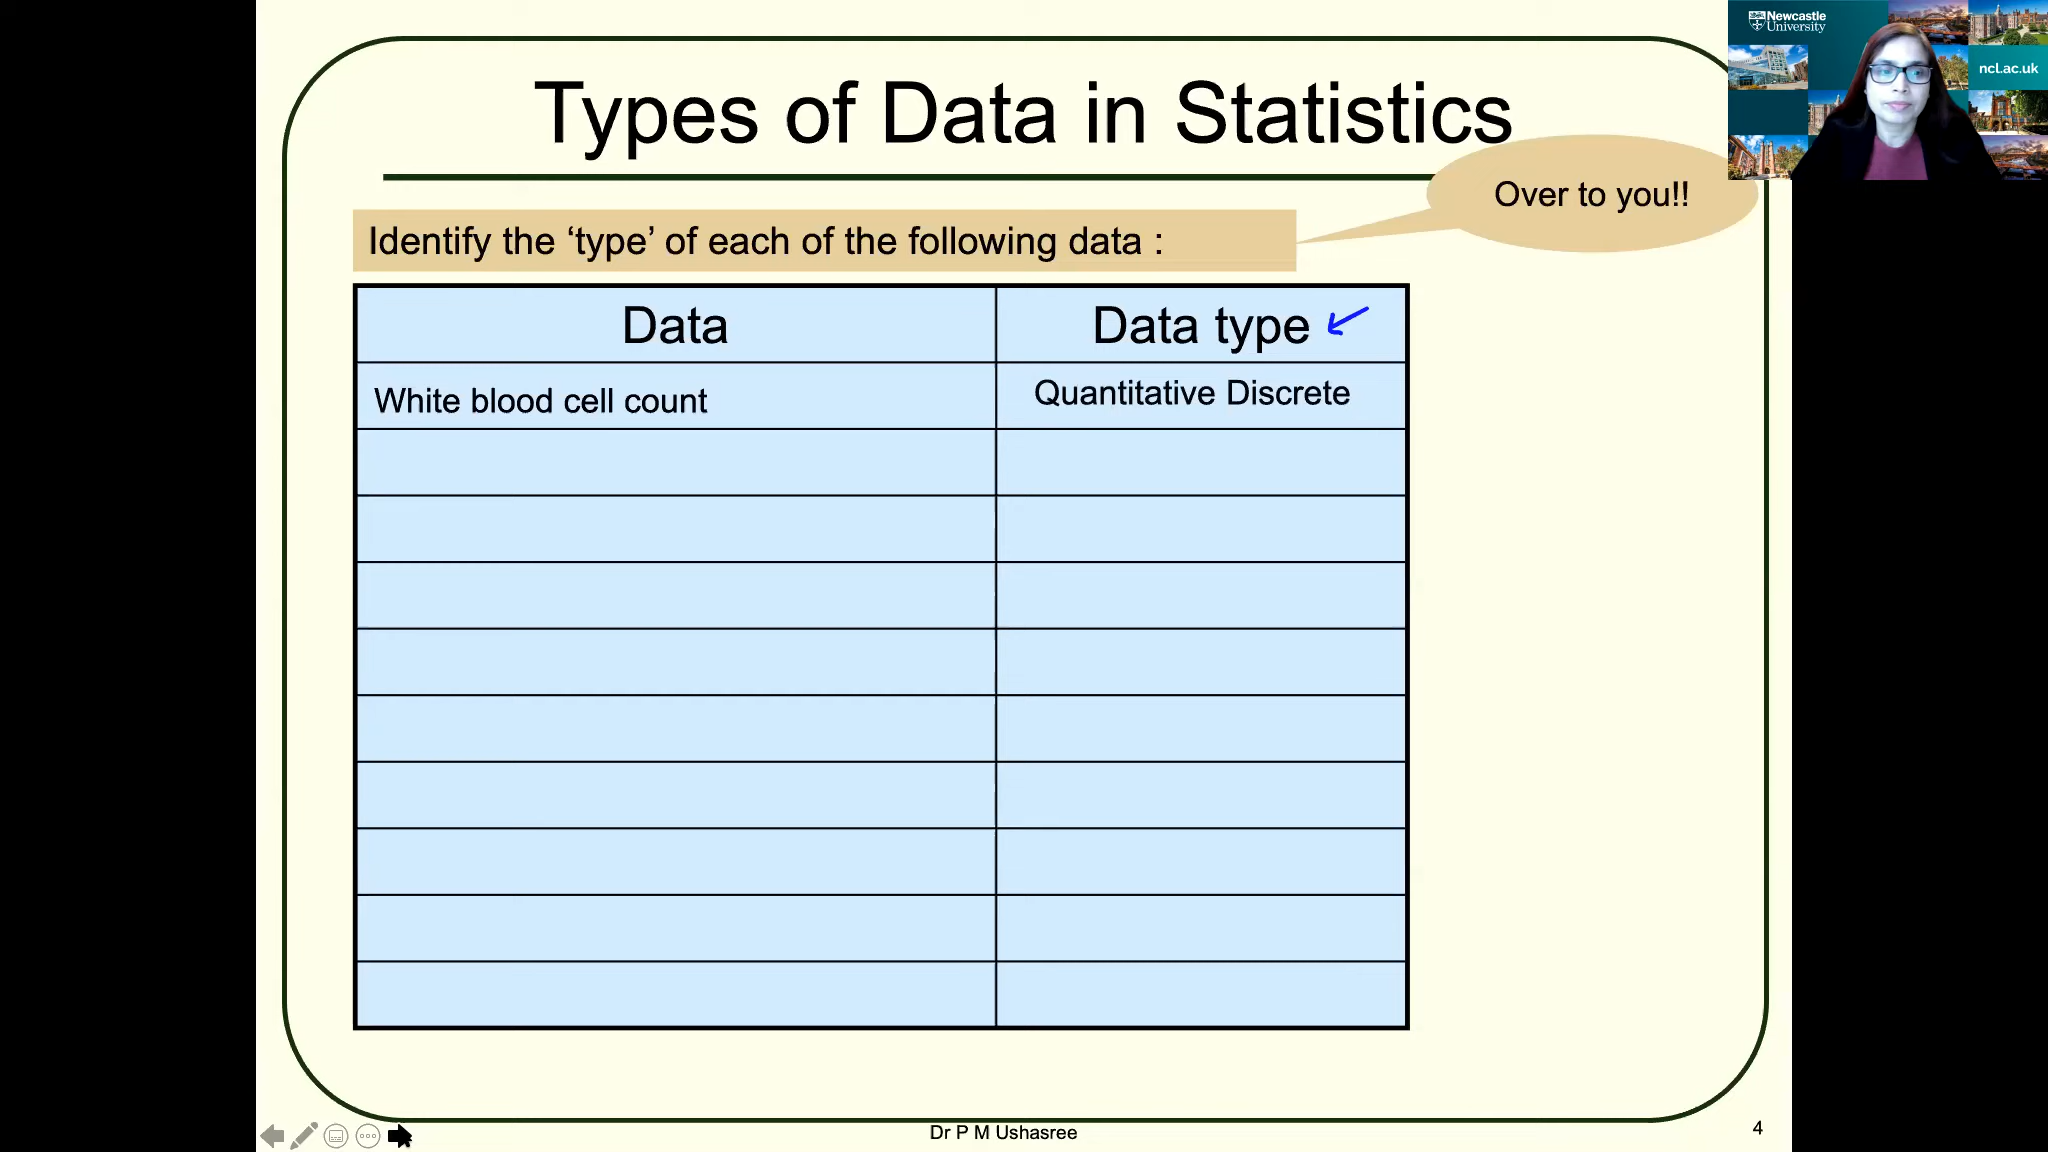 Newcastle
University
ncl.ac.uk
Types of Data in Statistics
Over to you!!
Identify the ‘type’ of each of the following data :
Data
Data type
White blood cell count
Quantitative Discrete
Dr P M Ushasree
4